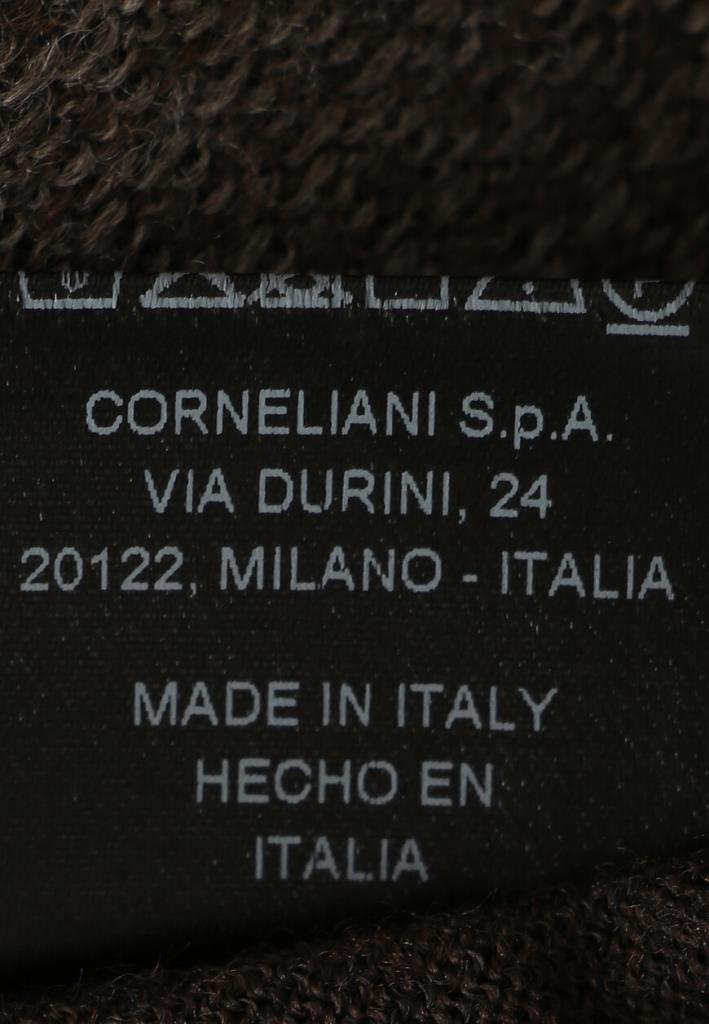 CORNELIANI S.p.A.
VIA DURINI, 24
20122, MILANO - ITALIA
MADE IN ITALY
HECHO EN
ITALIA